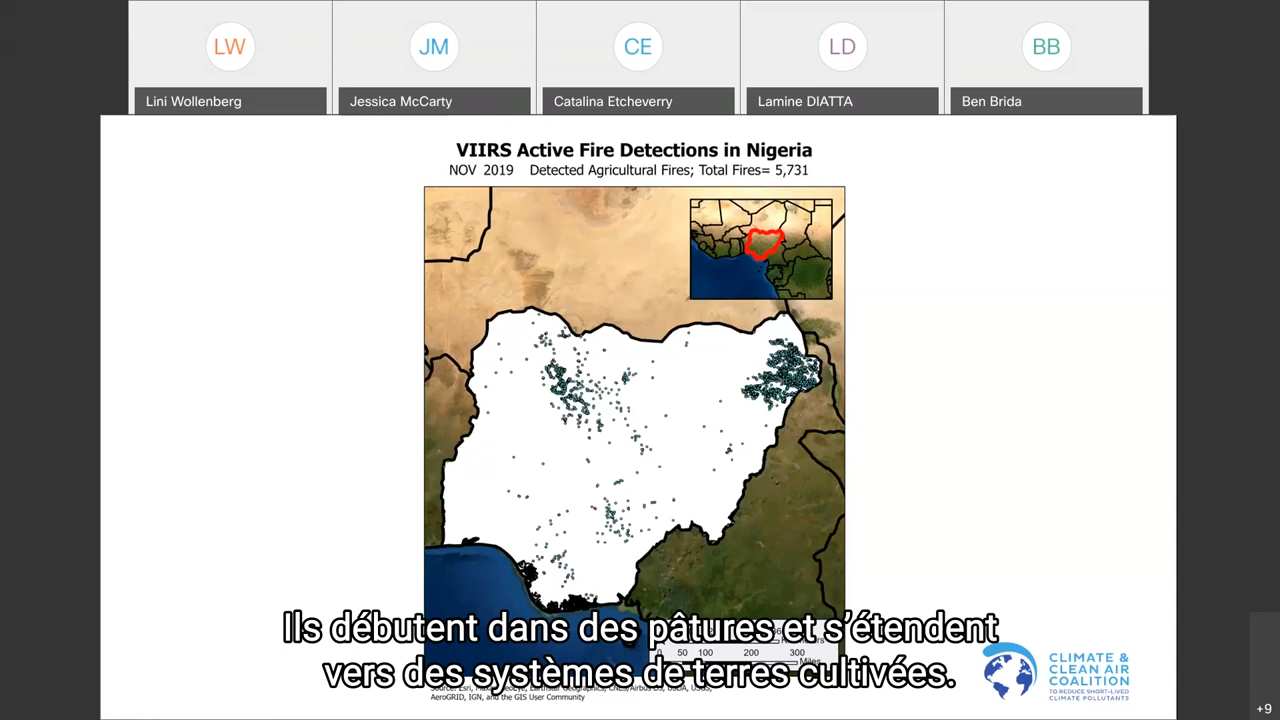 LW
JM
CE
LD
BB
Lini Wollenberg
Jessica McCarty
Catalina Etcheverry
Lamine DIATTA
Ben Brida
VIIRS Active Fire Detections in Nigeria
NOV 2019 Detected Agricultural Fires; Total Fires= 5,731
Ils débutent dans des pâtures et s'étendent
0 50 100 200 300
Miles
vers des systèmes de terres cultivées.
AeroGRID, IGN, and the GIS User Community
CLIMATE &
CLEAN AIR
COALITION
TO REDUCE SHORT-LIVED
CLIMATE POLLUTANTS
+9